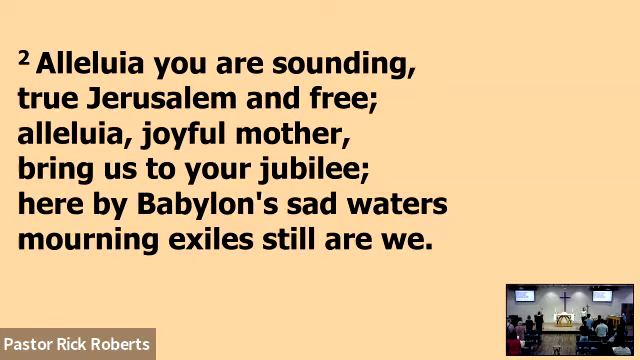 2 Alleluia you are sounding,
true Jerusalem and free;
alleluia, joyful mother,
bring us to your jubilee;
here by Babylon's sad waters
mourning exiles still are we.
Pastor Rick Roberts